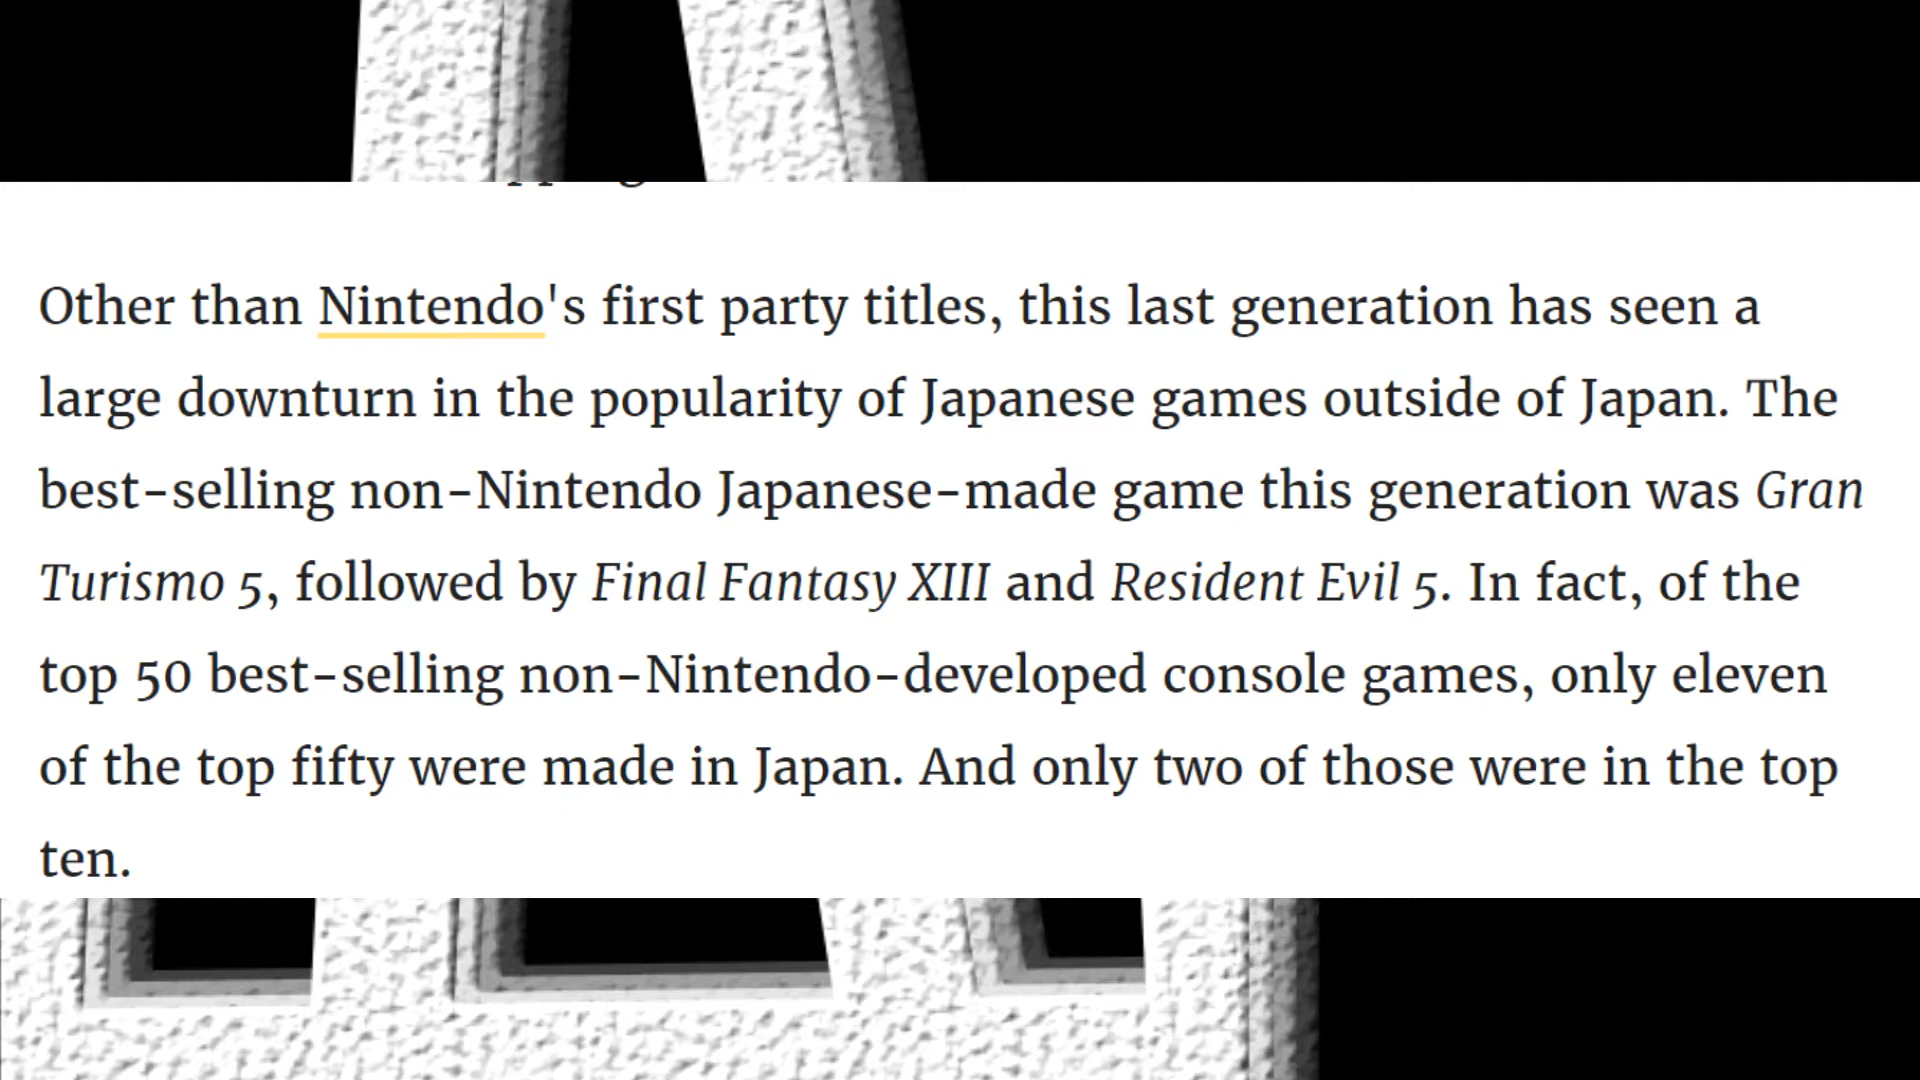 Other than Nintendo's first party titles, this last generation has seen a
large downturn in the popularity of Japanese games outside of Japan. The
best-selling non-Nintendo Japanese-made game this generation was Gran
Turismo 5, followed by Final Fantasy XIII and Resident Evil 5. In fact, of the
top 50 best-selling non-Nintendo-developed console games, only eleven
of the top fifty were made in Japan. And only two of those were in the top
ten.